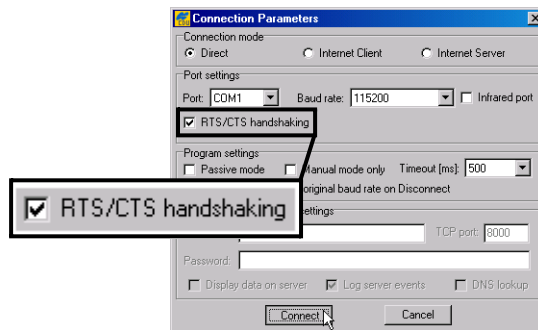 Connection Parameters
Connection mode
Direct Internet Client Internet Server
Port settings
Port: COM1 Baud rate: 115200 Infrared port
RTS/CTS handshaking
Program settings
Passive mode Manual mode only Timeout [ms]: 500
original baud rate on Disconnect
RTS/CTS handshaking
settings
TCP port: 8000
Password:
Display data on server Log server events DNS lookup
Connect Cancel